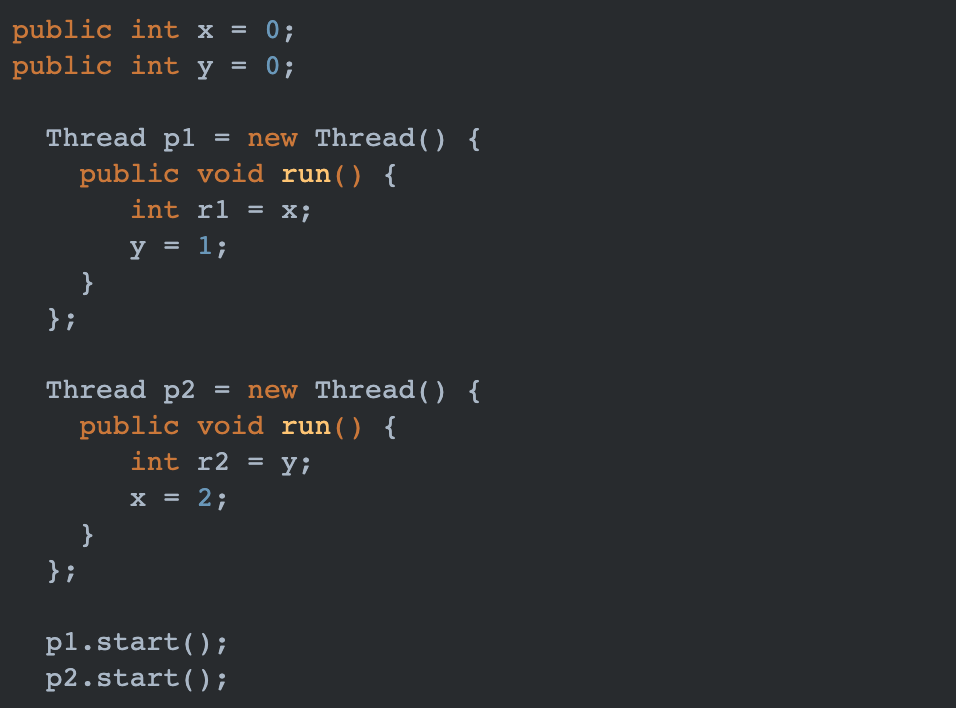 public int x = 0;
public int y = 0;
Thread p1 = new Thread() {
public void run() {
int r1 = x;
y = 1;
}
};
Thread p2 = new Thread() {
public void run() {
int r2 = y;
x = 2;
}
};
p1.start();
p2.start();